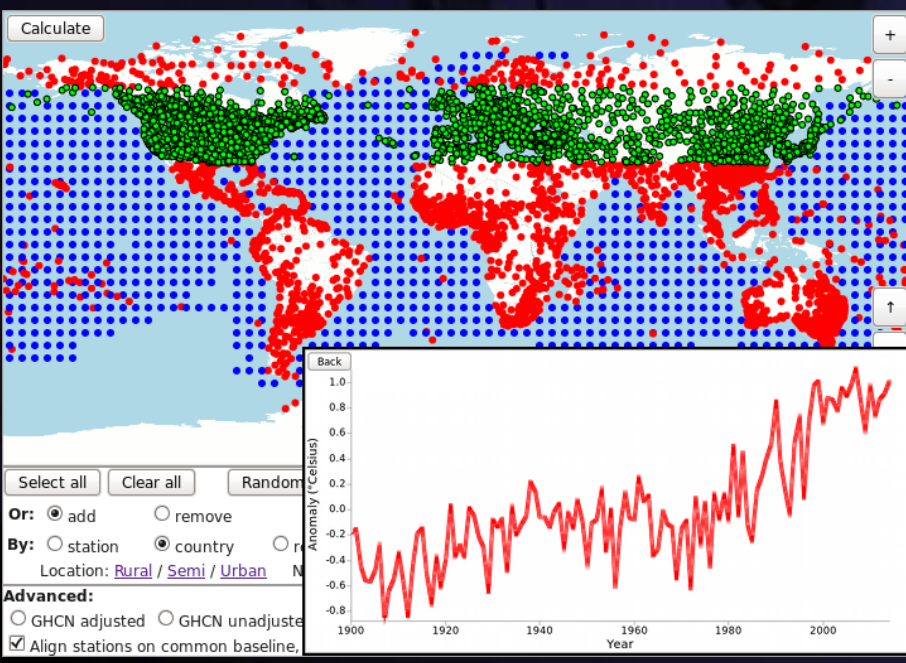 Calculate
+
-
↑
Back
Anomaly (°Celsius)
1.0
0.8
0.6
0.4
0.2
0.0
-0.2
-0.4
-0.6
-0.8
1900 1920 1940 1960 1980 2000
Year
Select all Clear all Random
Or: add remove
By: station country
Location: Rural / Semi / Urban N
Advanced:
GHCN adjusted GHCN unadjuste
Align stations on common baseline,